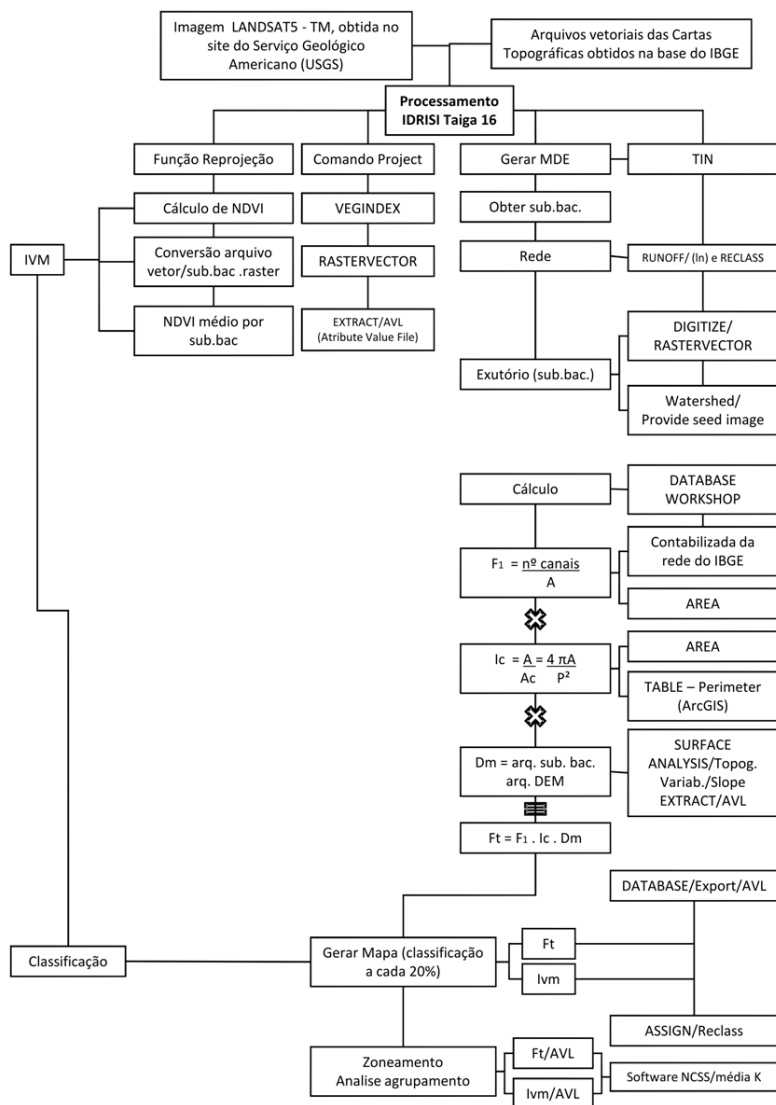 Imagem LANDSAT5 - TM, obtida no
site do Serviço Geológico
Americano (USGS)
Arquivos vetoriais das Cartas
Topográficas obtidos na base do IBGE
Processamento
IDRISI Taiga 16
Função Reprojeção
Comando Project
Gerar MDE
TIN
Cálculo de NDVI
VEGINDEX
Obter sub.bac.
IVM
Conversão arquivo
vetor/sub.bac .raster
RASTERVECTOR
Rede
RUNOFF/ (ln) e RECLASS
NDVI médio por
sub.bac
EXTRACT/AVL
(Atribute Value File)
DIGITIZE/
RASTERVECTOR
Exutório (sub.bac.)
Watershed/
Provide seed image
Cálculo
DATABASE
WORKSHOP
F1 = nº canais
A
Contabilizada da
rede do IBGE
AREA
Ic = A = 4 πA
Ac P²
AREA
TABLE – Perimeter
(ArcGIS)
Dm = arq. sub. bac.
arq. DEM
SURFACE
ANALYSIS/Topog.
Variab./Slope
EXTRACT/AVL
Ft = F1 . Ic . Dm
DATABASE/Export/AVL
Classificação
Gerar Mapa (classificação
a cada 20%)
Ft
Ivm
ASSIGN/Reclass
Zoneamento
Analise agrupamento
Ft/AVL
Ivm/AVL
Software NCSS/média K